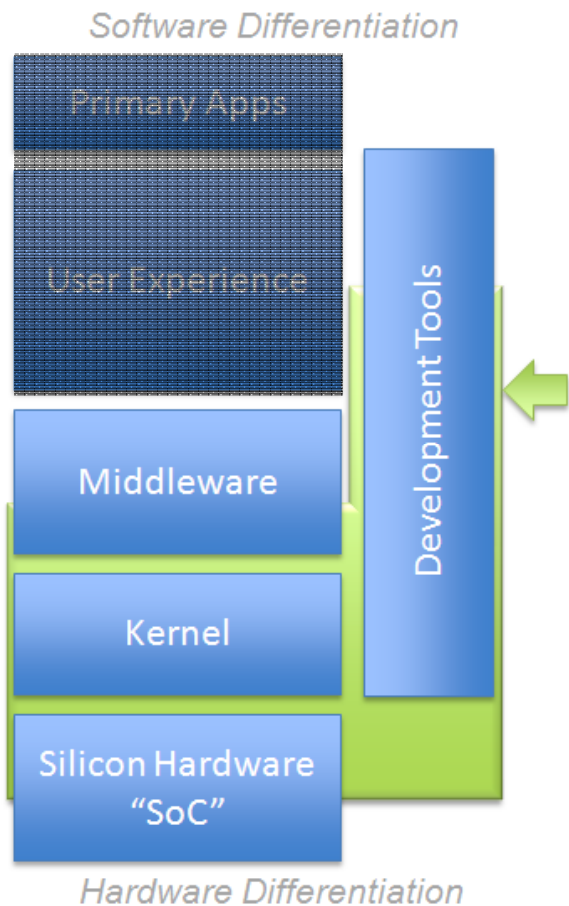 Software Differentiation
Primary Apps
User Experience
Development Tools
Middleware
Kernel
Silicon Hardware
“SoC”
Hardware Differentiation